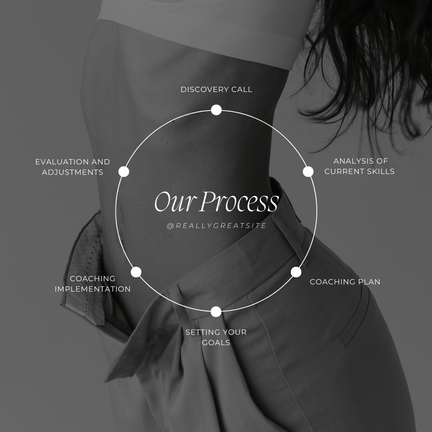 DISCOVERY CALL
EVALUATION AND
ADJUSTMENTS
ANALYSIS OF
CURRENT SKILLS
Our Process
@REALLYGREATSITE
COACHING
IMPLEMENTATION
COACHING PLAN
SETTING YOUR
GOALS